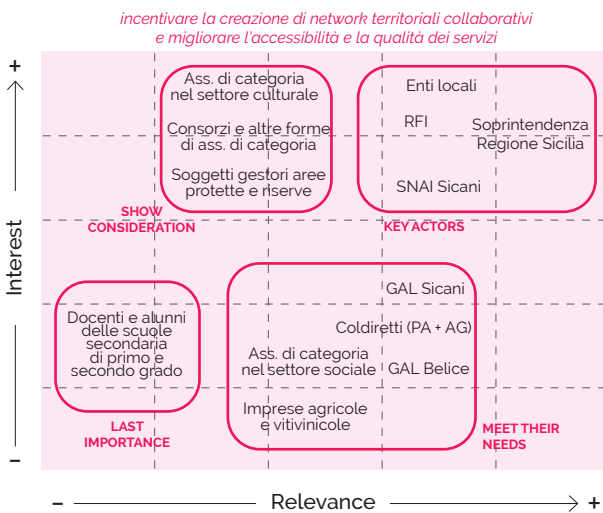 incentivare la creazione di network territoriali collaborativi
e migliorare l'accessibilità e la qualità dei servizi
+
Interest
–
Ass. di categoria
nel settore culturale
Consorzi e altre forme
di ass. di categoria
Soggetti gestori aree
protette e riserve
SHOW
CONSIDERATION
Enti locali
RFI
Soprintendenza
Regione Sicilia
SNAI Sicani
KEY ACTORS
Docenti e alunni
delle scuole
secondaria
di primo e
secondo grado
LAST
IMPORTANCE
GAL Sicani
Coldiretti (PA + AG)
Ass. di categoria
nel settore sociale
GAL Belice
Imprese agricole
e vitivinicole
MEET THEIR
NEEDS
– Relevance +